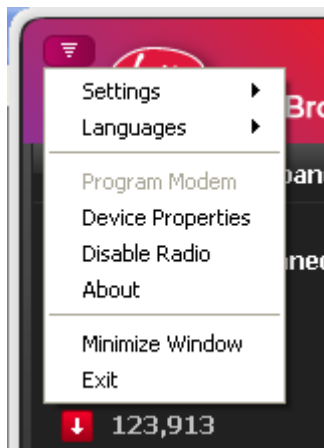 Settings
Languages
Program Modem
Device Properties
Disable Radio
About
Minimize Window
Exit
123,913